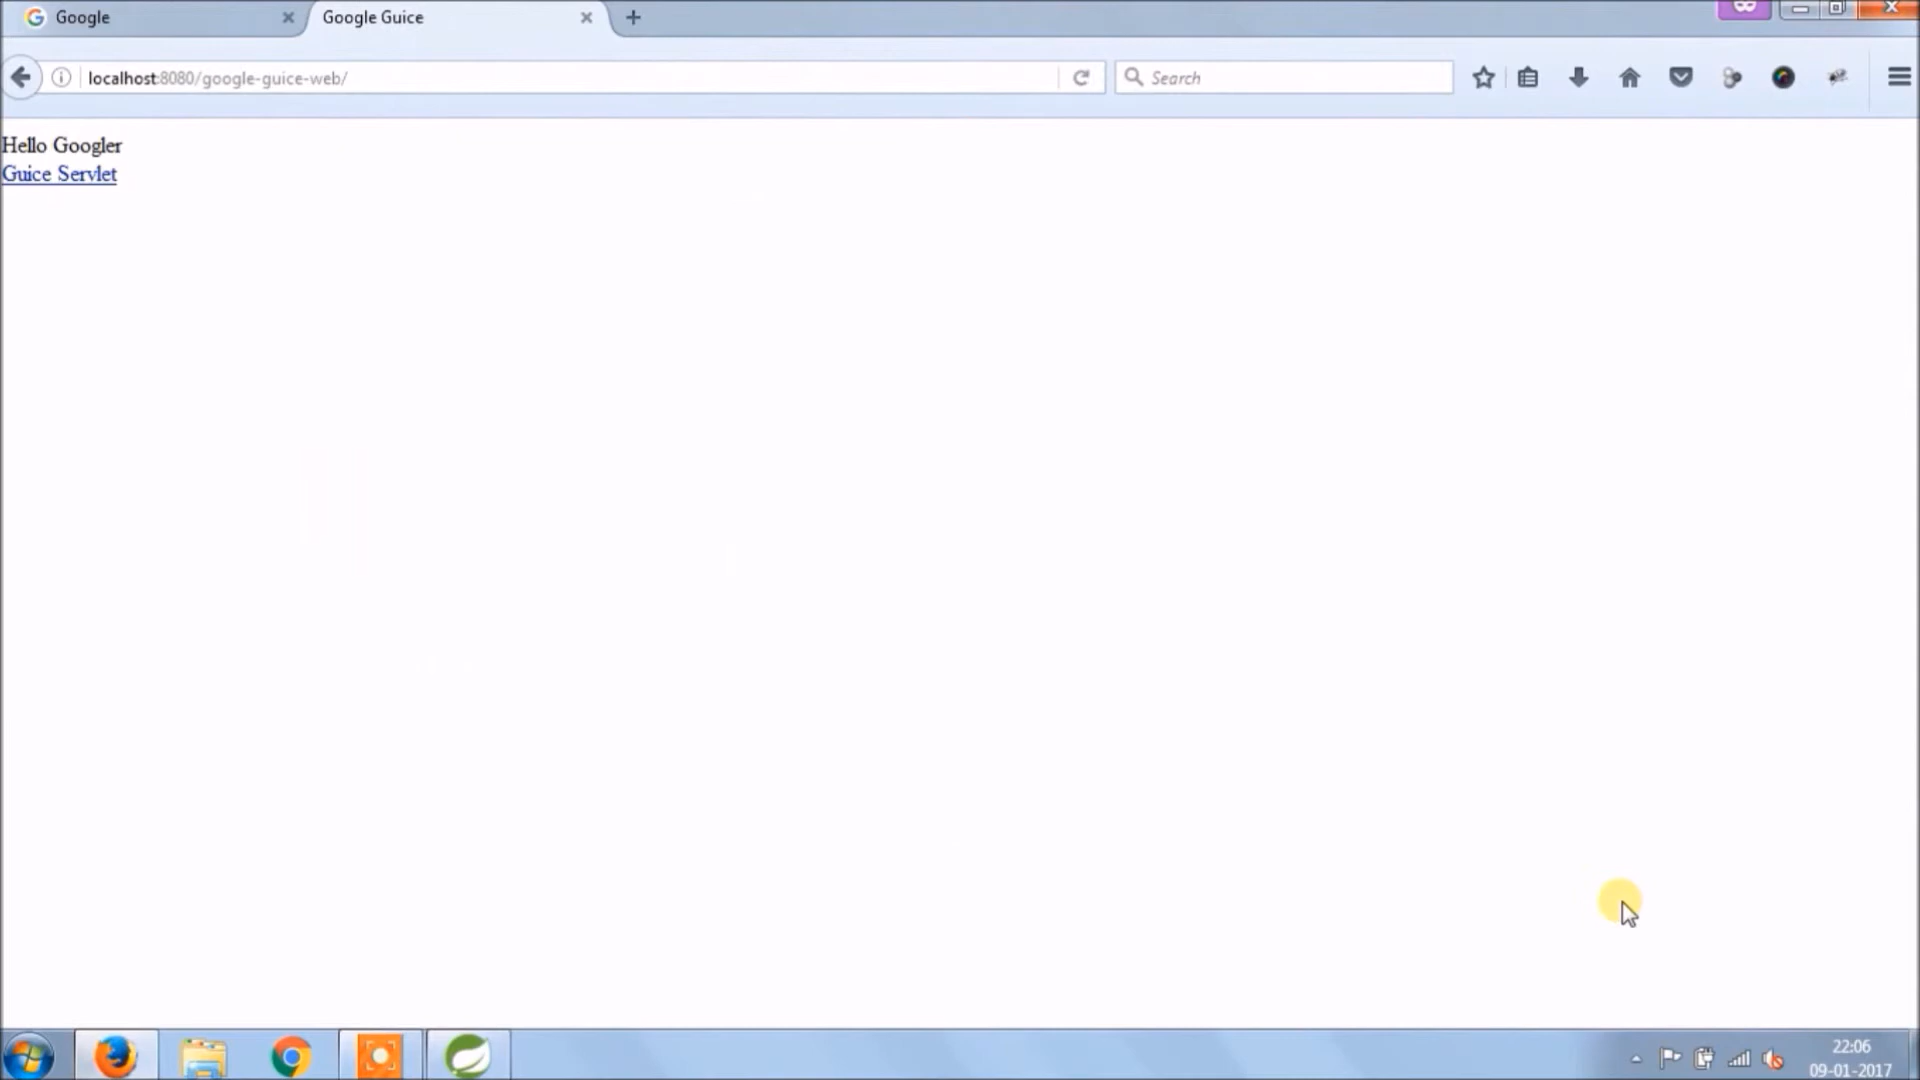 Google
Google Guice
localhost:8080/google-guice-web/
Search
Hello Googler
Guice Servlet
22:06
09-01-2017